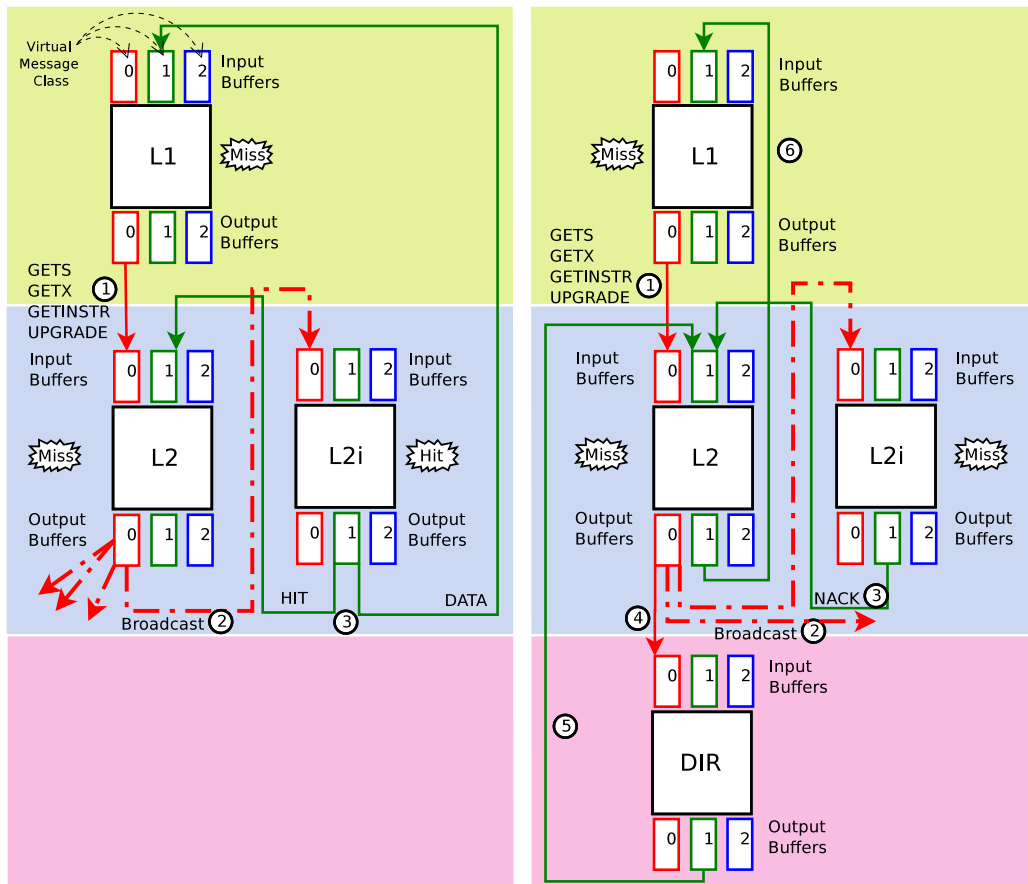 Virtual
Message
Class
0 1 2
Input
Buffers
L1
Miss
0 1 2
Output
Buffers
GETS
GETX
GETINSTR
UPGRADE
1
Input
Buffers
0 1 2
0 1 2
Input
Buffers
Miss
L2
L2i
Hit
Output
Buffers
0 1 2
0 1 2
Output
Buffers
HIT
DATA
Broadcast 2
3
0 1 2
Input
Buffers
Miss
L1
6
0 1 2
Output
Buffers
GETS
GETX
GETINSTR
UPGRADE
1
Input
Buffers
0 1 2
0 1 2
Input
Buffers
Miss
L2
L2i
Miss
Output
Buffers
0 1 2
0 1 2
Output
Buffers
NACK 3
4
Broadcast 2
0 1 2
Input
Buffers
5
DIR
0 1 2
Output
Buffers